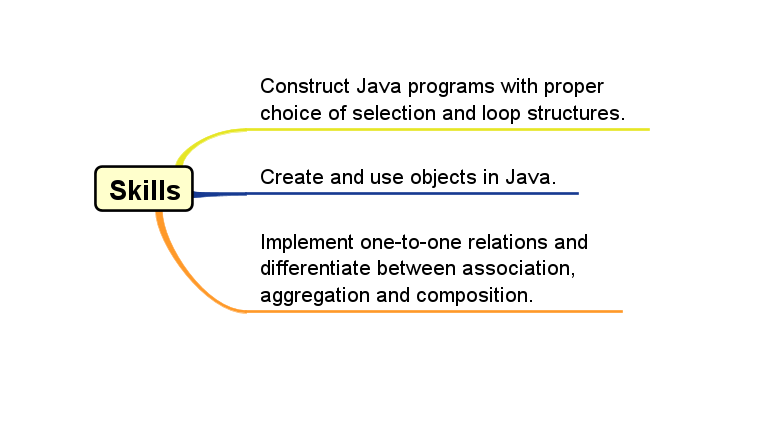 Construct Java programs with proper
choice of selection and loop structures.
Skills
Create and use objects in Java.
Implement one-to-one relations and
differentiate between association,
aggregation and composition.